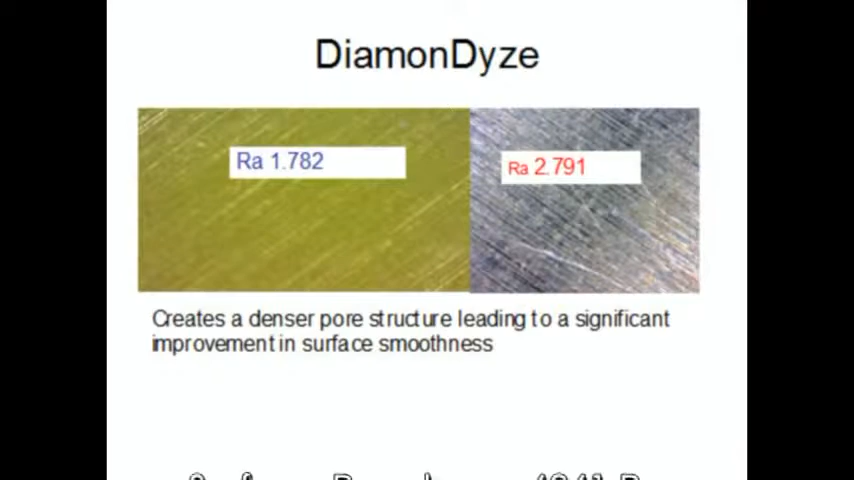 DiamonDyze
Ra 1.782
Ra 2.791
Creates a denser pore structure leading to a significant
improvement in surface smoothness